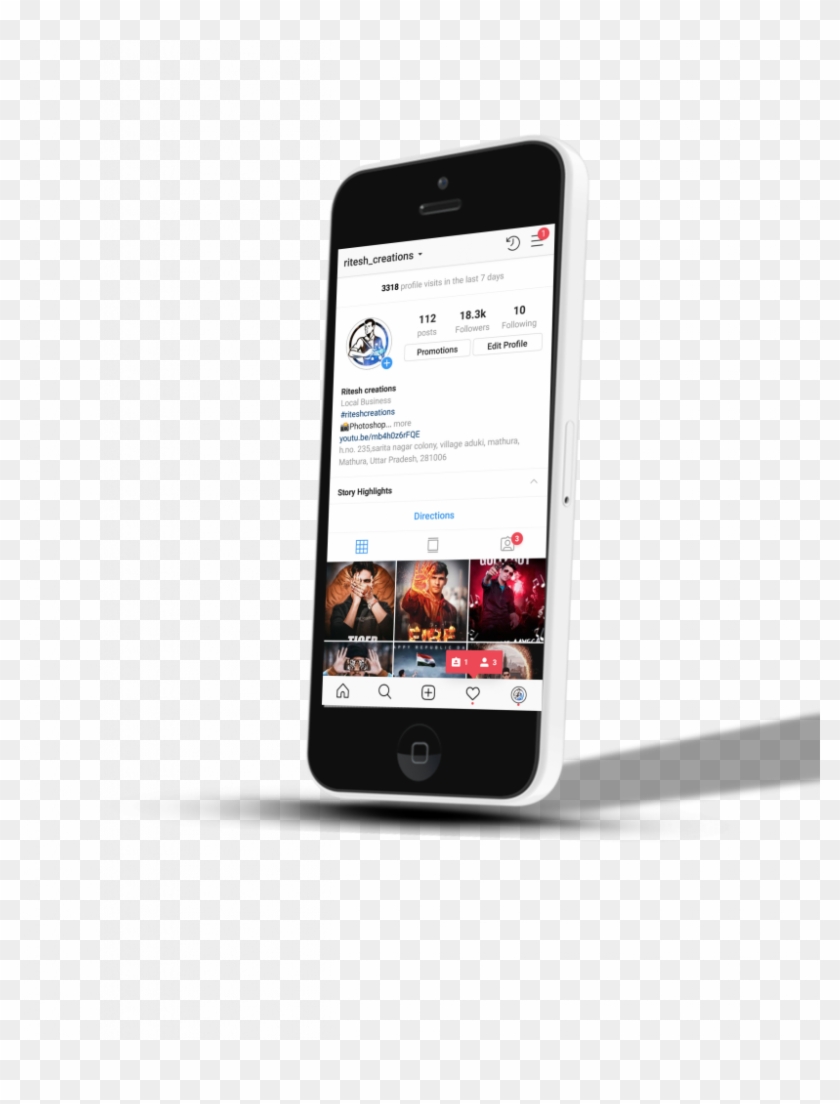 1
ritesh_creations
3318 profile visits in the last 7 days
112 18.3k 10
posts Followers Following
Promotions Edit Profile
Ritesh creations
Local Business
#riteshcreations
📸Photoshop... more
youtu.be/mb4h0z6rFQE
h.no. 235,sarita nagar colony, village aduki, mathura,
Mathura, Uttar Pradesh, 281006
Story Highlights
Directions
3
TIGER
1 3